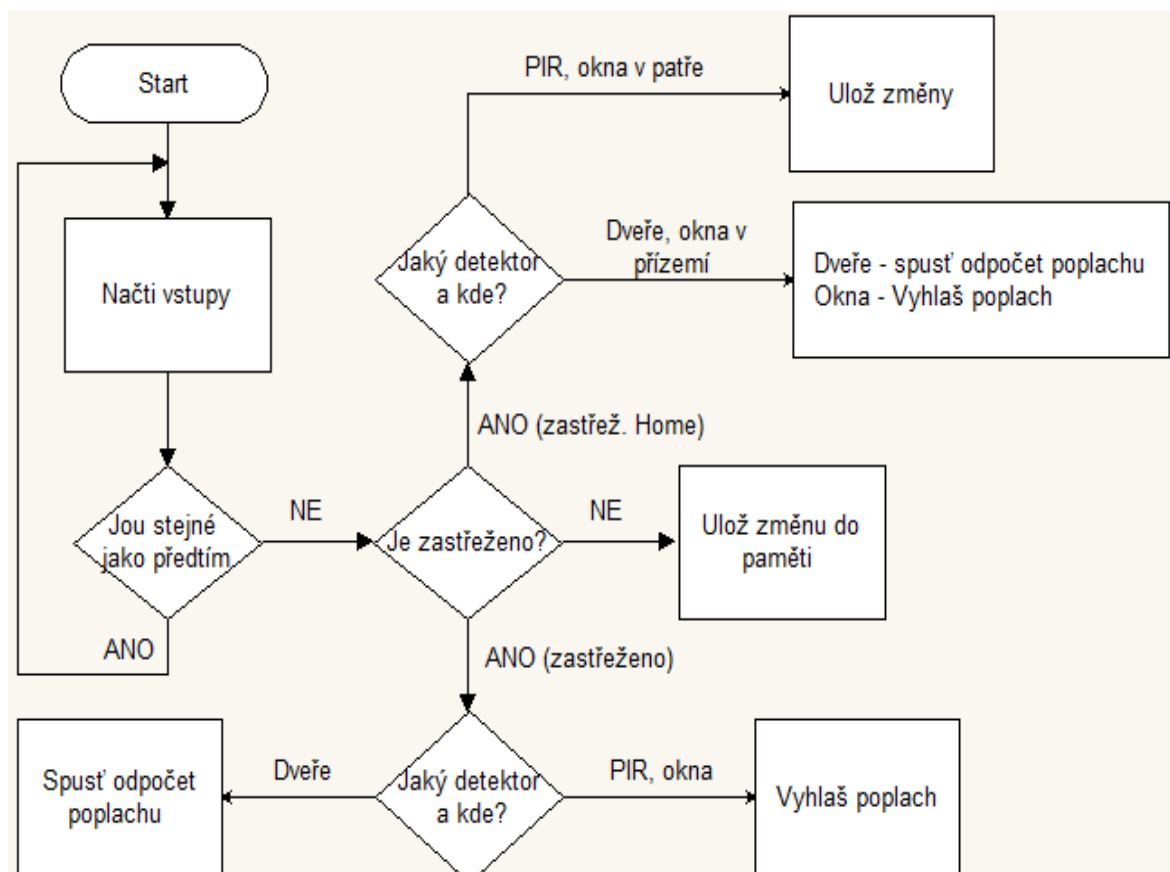 Start
PIR, okna v patře
Ulož změny
Načti vstupy
Jaký detektor
a kde?
Dveře, okna v
přízemí
Dveře - spusť odpočet poplachu
Okna - Vyhlaš poplach
ANO (zastřež. Home)
Jou stejné
jako předtím
NE
Je zastřeženo?
NE
Ulož změnu do
paměti
ANO
ANO (zastřeženo)
Spusť odpočet
poplachu
Dveře
Jaký detektor
a kde?
PIR, okna
Vyhlaš poplach